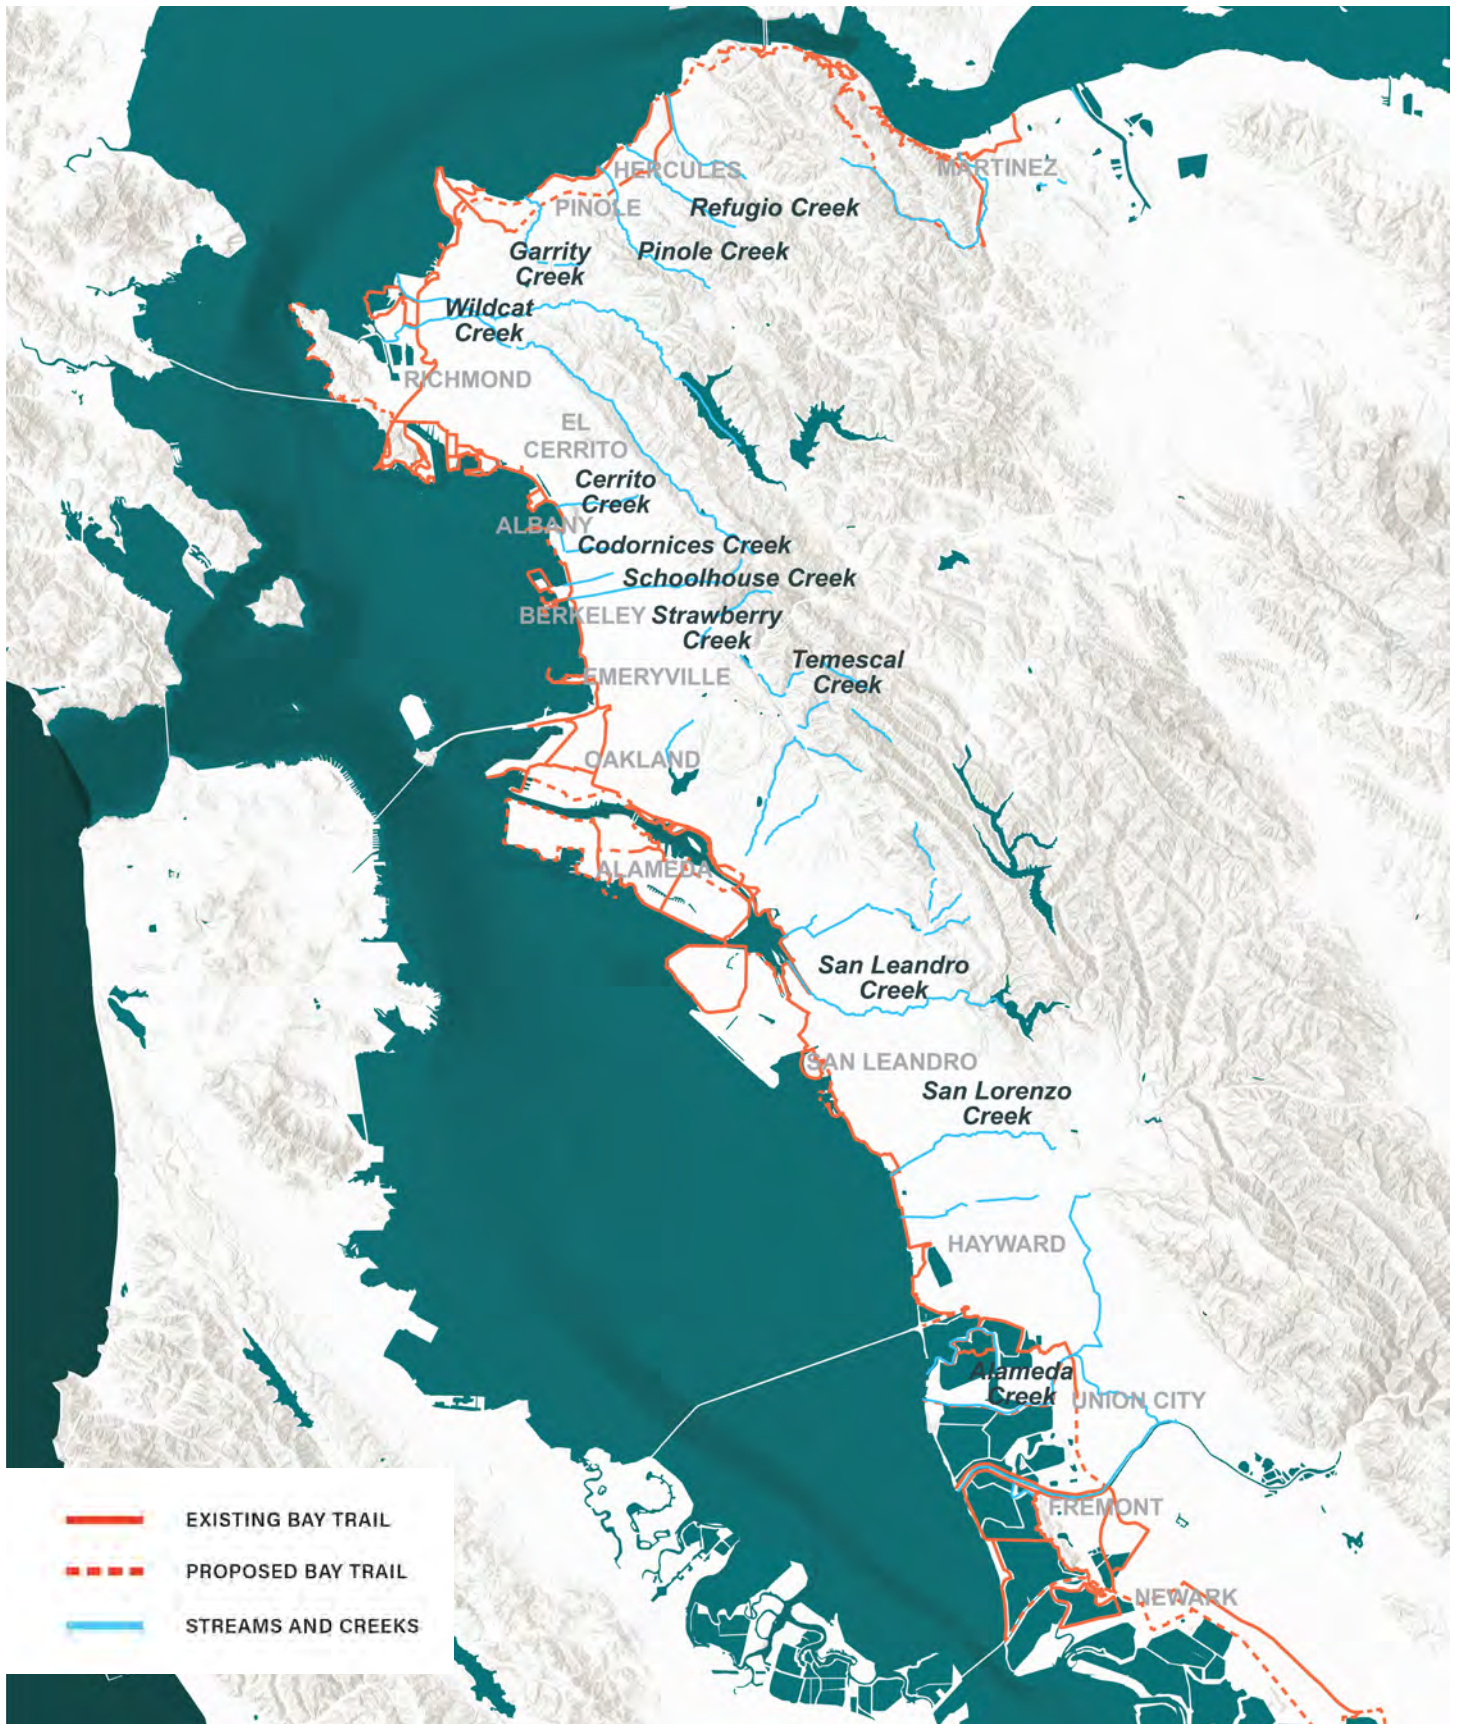 HERCULES
MARTINEZ
PINOLE
Refugio Creek
Garrity
Creek
Pinole Creek
Wildcat
Creek
RICHMOND
EL
CERRITO
Cerrito
Creek
ALBANY
Codornices Creek
Schoolhouse Creek
BERKELEY
Strawberry
Creek
Temescal
Creek
EMERYVILLE
OAKLAND
ALAMEDA
San Leandro
Creek
SAN LEANDRO
San Lorenzo
Creek
HAYWARD
Alameda
Creek
UNION CITY
FREMONT
NEWARK
EXISTING BAY TRAIL
PROPOSED BAY TRAIL
STREAMS AND CREEKS